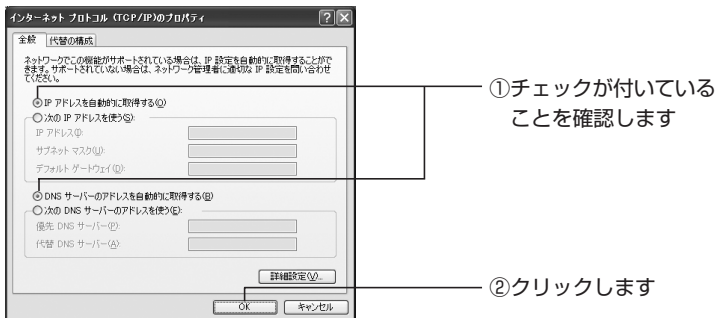 インターネット プロトコル (TCP/IP)のプロパティ
全般
代替の構成
ネットワークでこの機能がサポートされている場合は、IP 設定を自動的に取得することがで
きます。サポートされていない場合は、ネットワーク管理者に適切な IP 設定を問い合わせ
てください。
IP アドレスを自動的に取得する(O)
次の IP アドレスを使う(S):
IP アドレス(I):
サブネット マスク(U):
デフォルト ゲートウェイ(D):
DNS サーバーのアドレスを自動的に取得する(B)
次の DNS サーバーのアドレスを使う(E):
優先 DNS サーバー(P):
代替 DNS サーバー(A):
詳細設定(V)...
OK
キャンセル
①チェックが付いている
ことを確認します
②クリックします